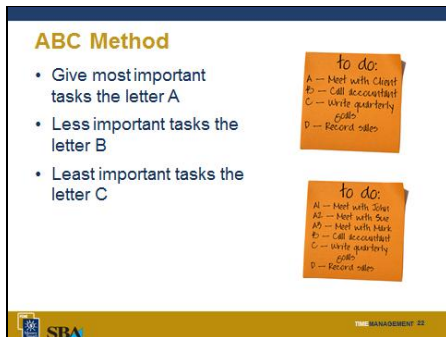 ABC Method
• Give most important
tasks the letter A
• Less important tasks the
letter B
• Least important tasks the
letter C
to do:
A — Meet with Client
B — Call accountant
C — Write quarterly
goals
D — Record sales
to do:
A1 — Meet with John
A2 — Meet with Sue
A3 — Meet with Mark
B — Call accountant
C — Write quarterly
goals
D — Record sales
SBA
TIME MANAGEMENT 22